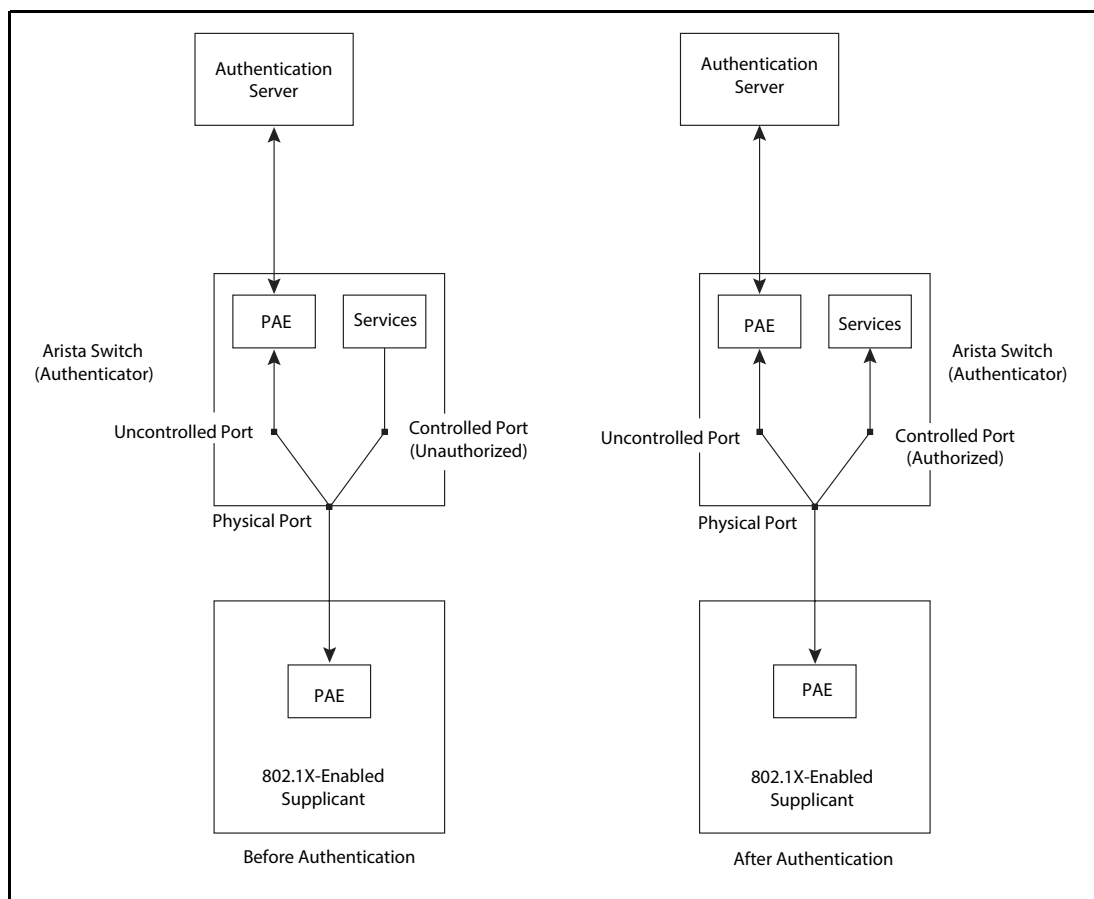 Authentication
Server
PAE
Services
Arista Switch
(Authenticator)
Uncontrolled Port
Controlled Port
(Unauthorized)
Physical Port
PAE
802.1X-Enabled
Supplicant
Before Authentication
Authentication
Server
PAE
Services
Arista Switch
(Authenticator)
Uncontrolled Port
Controlled Port
(Authorized)
Physical Port
PAE
802.1X-Enabled
Supplicant
After Authentication